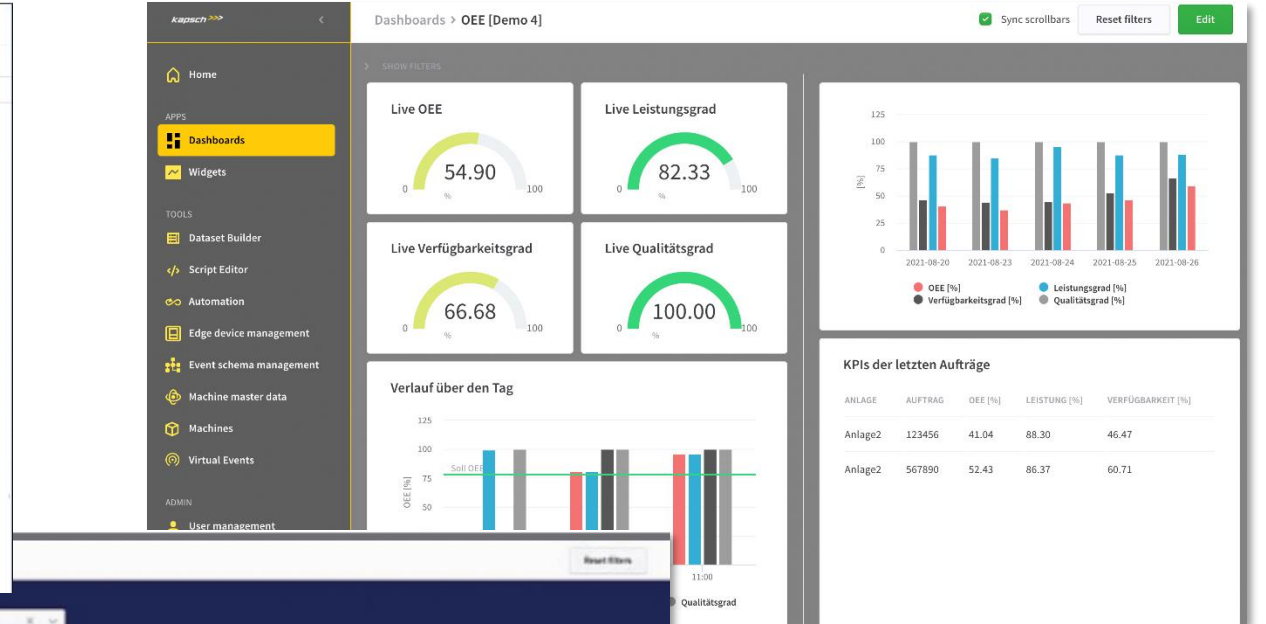 kapsch >>>
Dashboards > OEE [Demo 4]
Sync scrollbars
Reset filters
Edit
Home
APPS
Dashboards
Widgets
TOOLS
Dataset Builder
Script Editor
Automation
Edge device management
Event schema management
Machine master data
Machines
Virtual Events
ADMIN
User management
SHOW FILTERS
Live OEE
54.90
0
100
%
Live Leistungsgrad
82.33
0
100
%
Live Verfügbarkeitsgrad
66.68
0
100
%
Live Qualitätsgrad
100.00
0
100
%
Verlauf über den Tag
125
100
75
50
OEE [%]
Soll OEE
11:00
Qualitätsgrad
125
100
75
50
25
0
[%]
2021-08-20 2021-08-23 2021-08-24 2021-08-25 2021-08-26
OEE [%] Leistungsgrad [%]
Verfügbarkeitsgrad [%] Qualitätsgrad [%]
KPIs der letzten Aufträge
ANLAGE AUFTRAG OEE [%] LEISTUNG [%] VERFÜGBARKEIT [%]
Anlage2 123456 41.04 88.30 46.47
Anlage2 567890 52.43 86.37 60.71
Reset filters